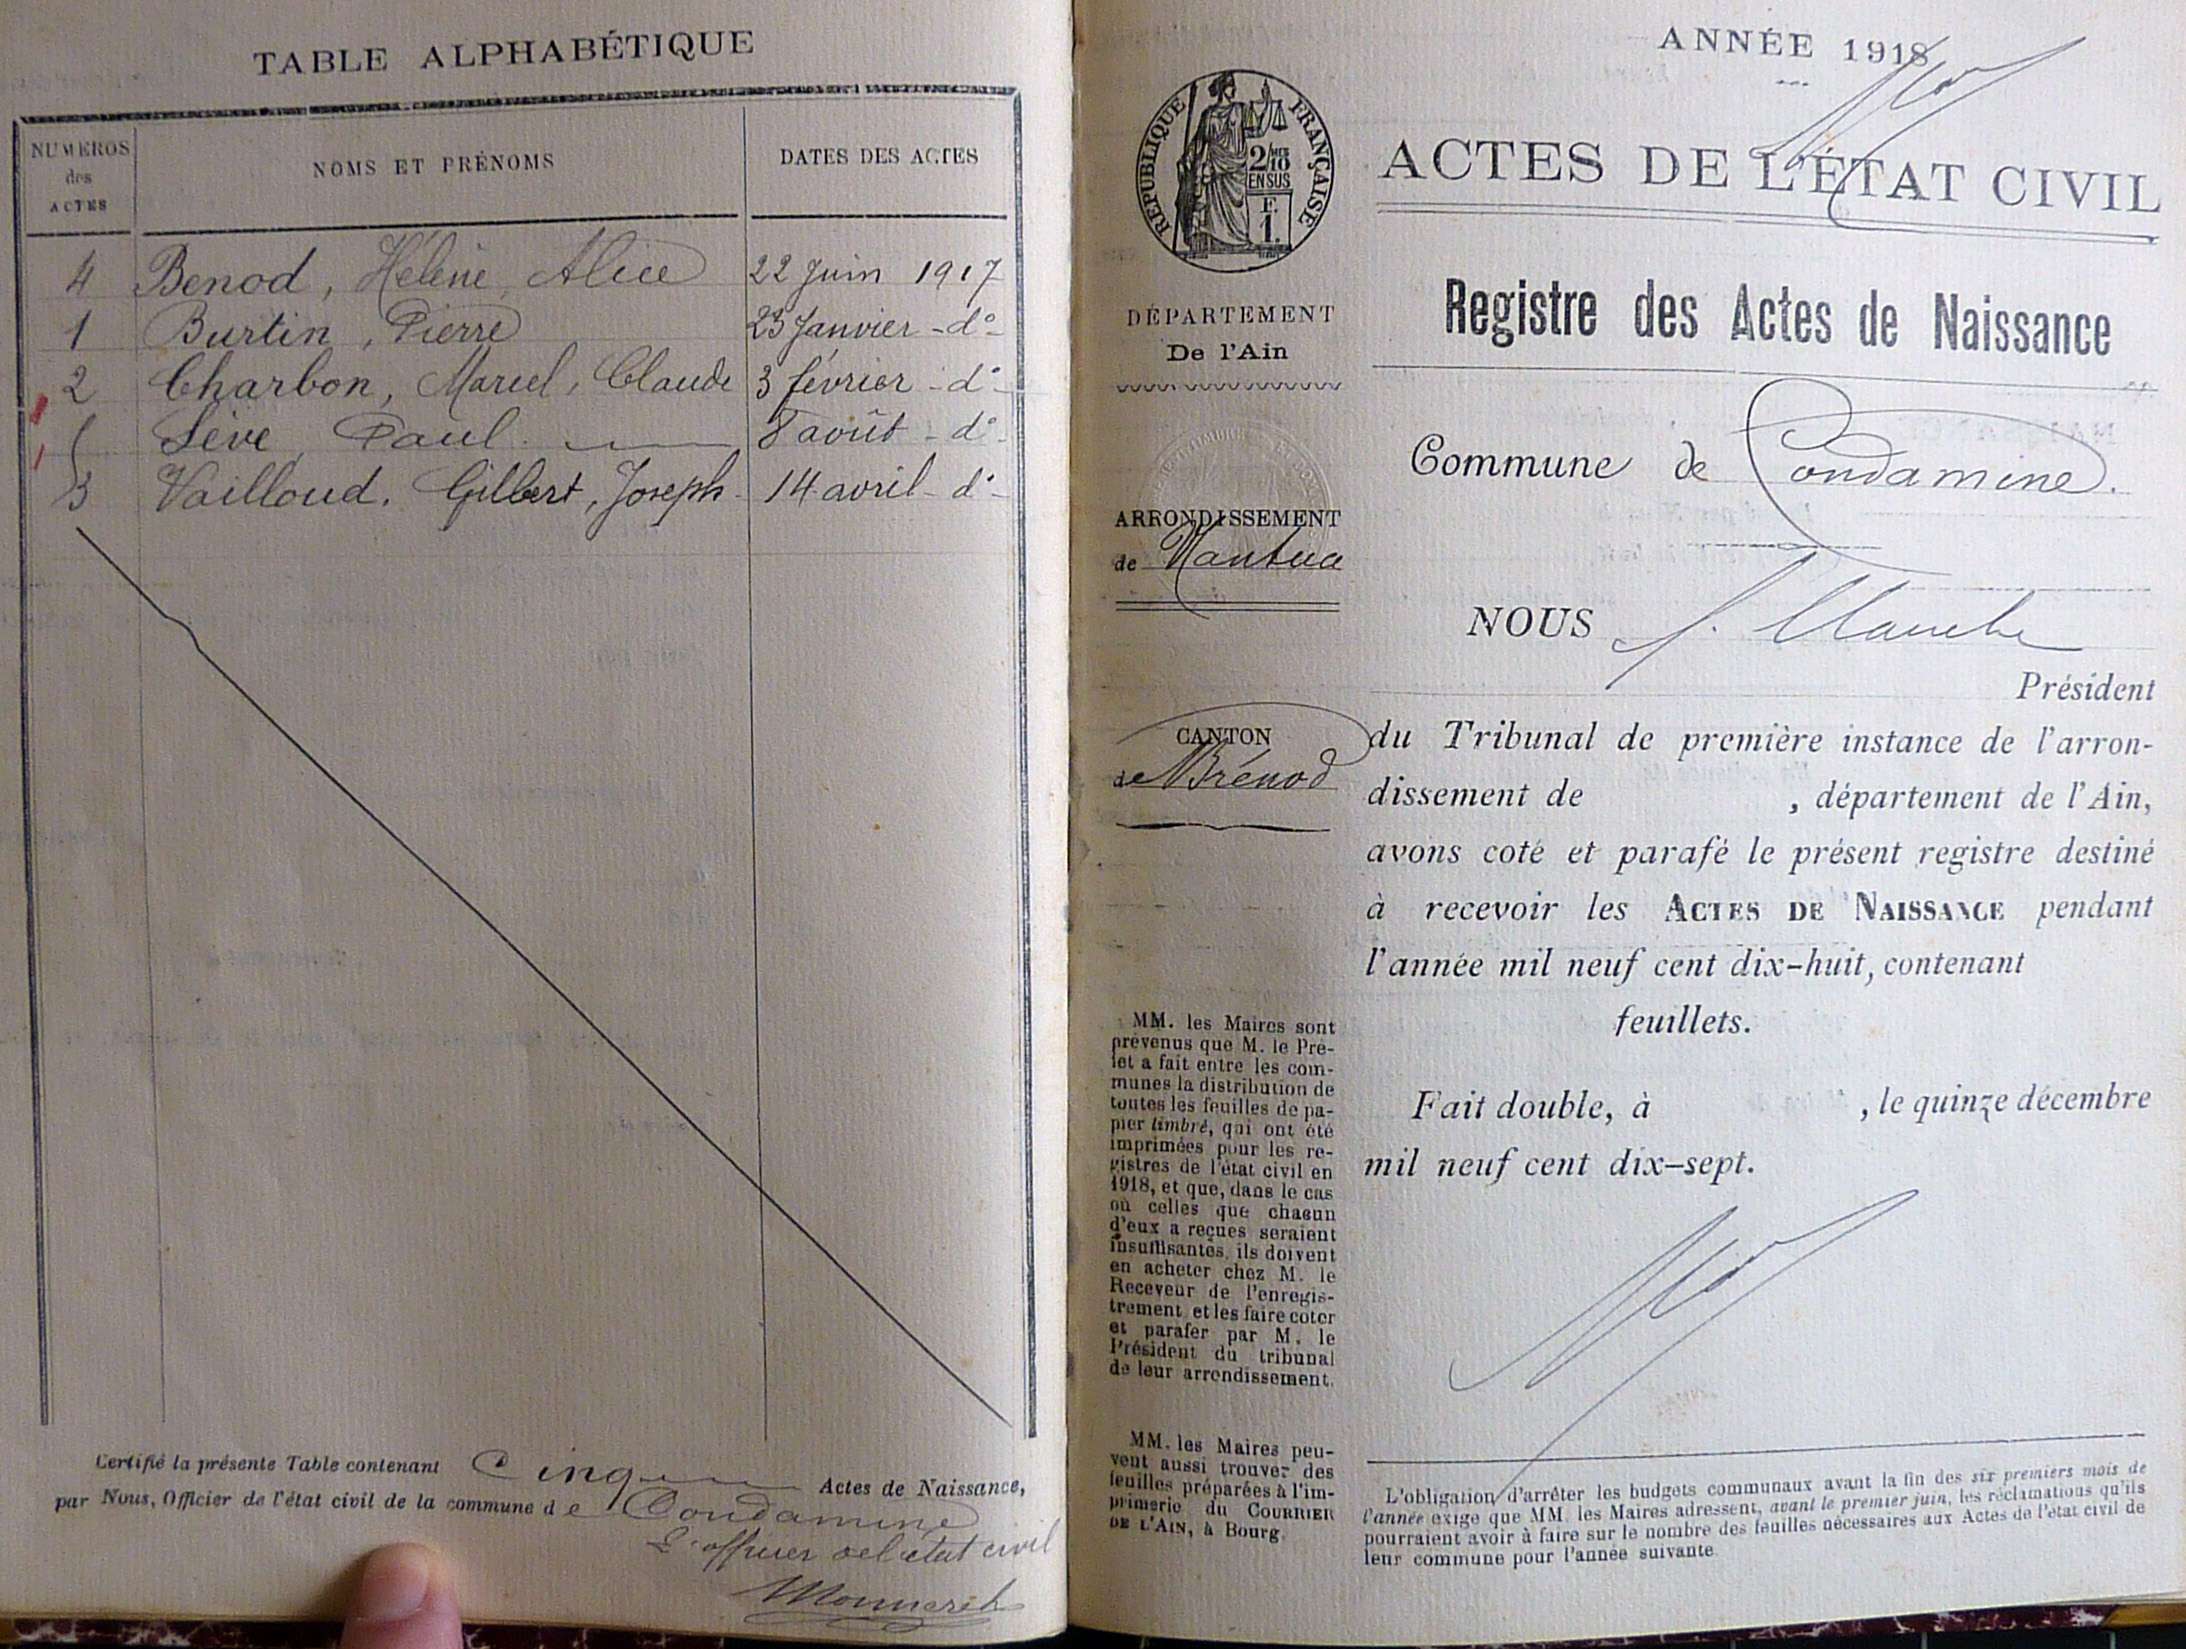 TABLE ALPHABÉTIQUE
NUMEROS
des
ACTES
NOMS ET PRÉNOMS
DATES DES ACTES
4 Benod, Hélène Alice 22 Juin 1917
1 Burtin, Pierre 23 Janvier - d° -
2 Charbon, Marcel, Claude 3 février - d° -
Sève Paul. 8 août - d° -
3 Vailloud, Gilbert, Joseph - 14 avril - d° -
Certifié la présente Table contenant Cinq Actes de Naissance,
par Nous, Officier de l'état civil de la commune de Condamine
L'officier de l'état civil
ANNÉE 1918
RÉPUBLIQUE FRANÇAISE
2/10 MES
EN SUS
F.
1.
ACTES DE L'ÉTAT CIVIL
DÉPARTEMENT
De l'Ain
Registre des Actes de Naissance
Commune de Condamine.
ARRONDISSEMENT
de Nantua
NOUS
Président
CANTON
de Brénod
du Tribunal de première instance de l'arron-
dissement de , département de l'Ain,
avons coté et parafé le présent registre destiné
à recevoir les ACTES DE NAISSANCE pendant
l'année mil neuf cent dix-huit, contenant
feuillets.
Fait double, à , le quinze décembre
mil neuf cent dix-sept.
MM. les Maires sont
prévenus que M. le Pré-
fet a fait entre les com-
munes la distribution de
toutes les feuilles de pa-
pier timbré, qui ont été
imprimées pour les re-
gistres de l'état civil en
1918, et que, dans le cas
où celles que chacun
d'eux a reçues seraient
insuffisantes, ils doivent
en acheter chez M. le
Receveur de l'enregis-
trement et les faire coter
et parafer par M. le
Président du tribunal
de leur arrondissement.
MM. les Maires peu-
vent aussi trouver des
feuilles préparées à l'im-
primerie du COURRIER
DE L'AIN, à Bourg.
L'obligation d'arrêter les budgets communaux avant la fin des six premiers mois de
l'année exige que MM. les Maires adressent, avant le premier juin, les réclamations qu'ils
pourraient avoir à faire sur le nombre des feuilles nécessaires aux Actes de l'état civil de
leur commune pour l'année suivante.